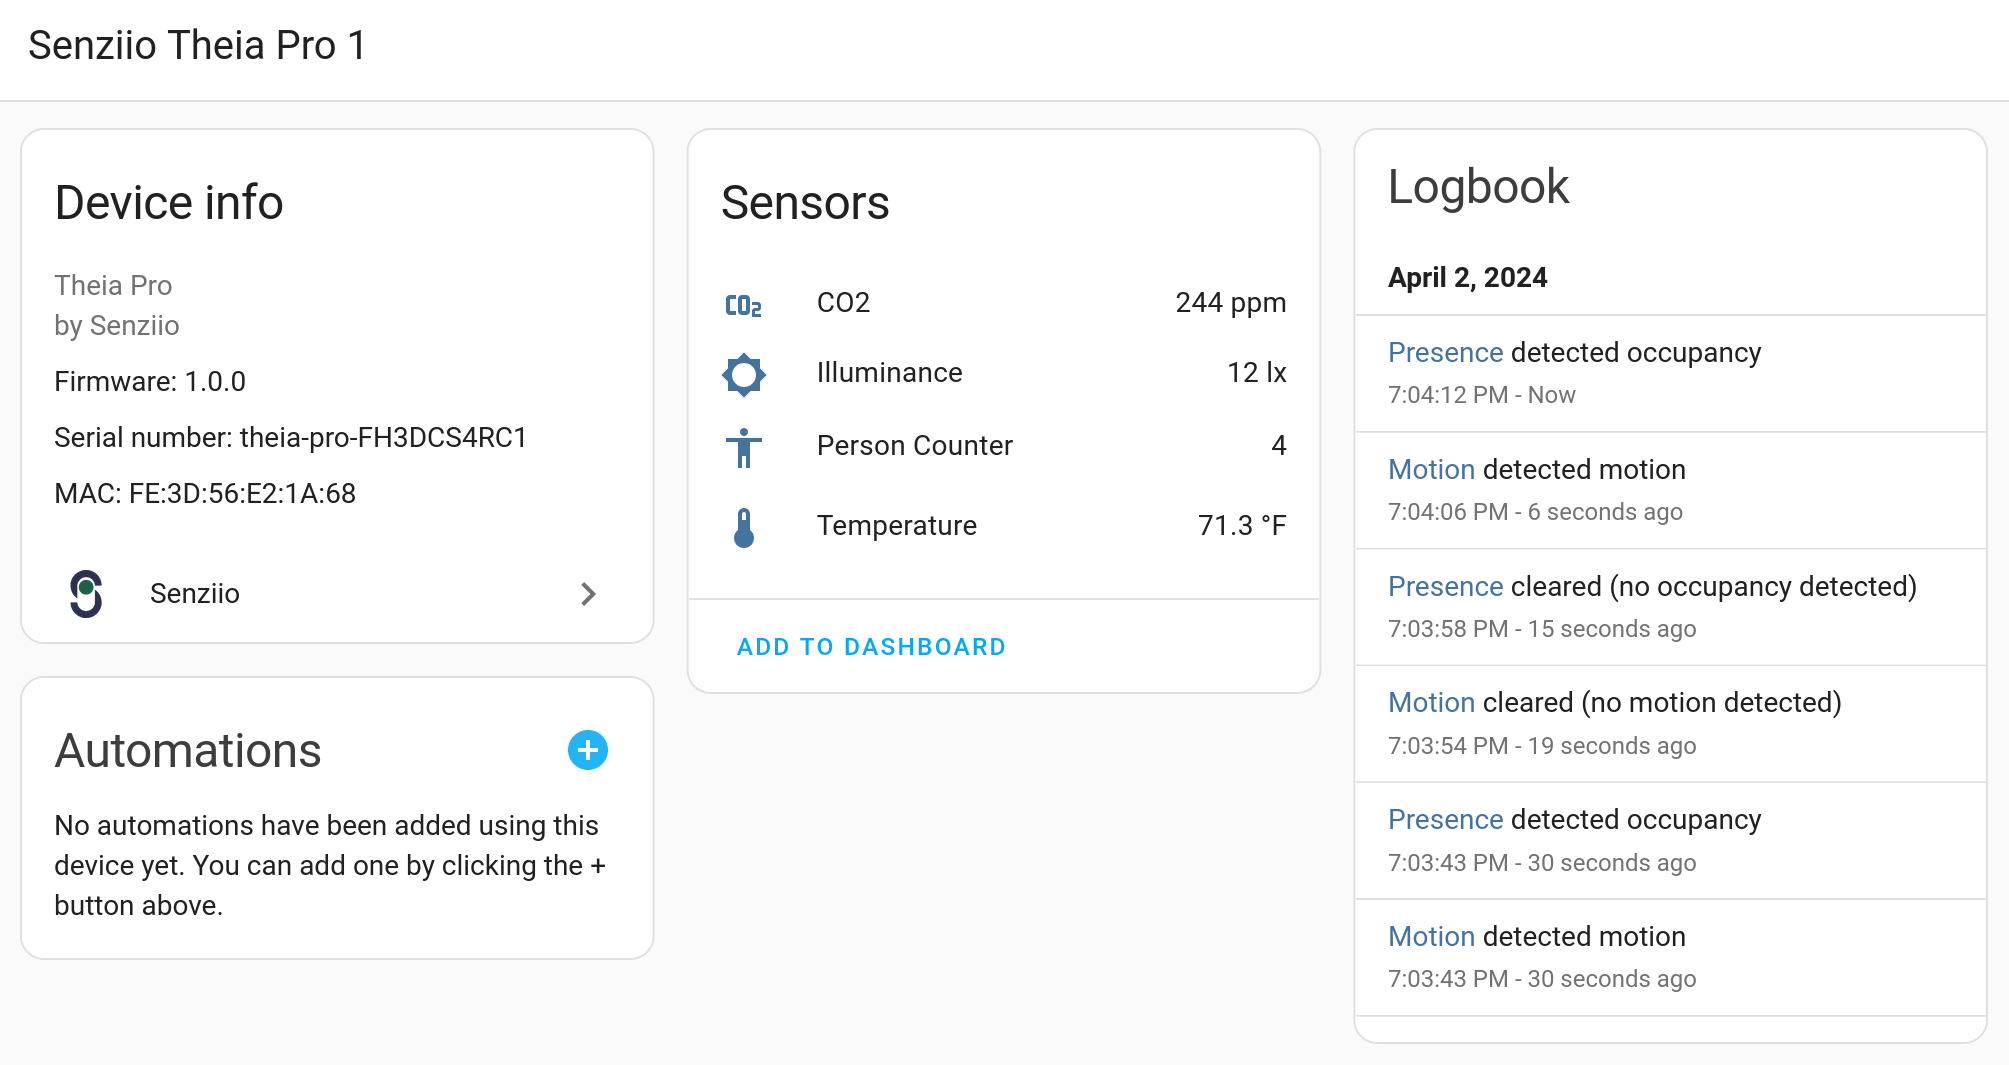 Senziio Theia Pro 1
Device info
Theia Pro
by Senziio
Firmware: 1.0.0
Serial number: theia-pro-FH3DCS4RC1
MAC: FE:3D:56:E2:1A:68
Senziio
Automations
No automations have been added using this
device yet. You can add one by clicking the +
button above.
Sensors
CO2 CO2 244 ppm
Illuminance 12 lx
Person Counter 4
Temperature 71.3 °F
ADD TO DASHBOARD
Logbook
April 2, 2024
Presence detected occupancy
7:04:12 PM - Now
Motion detected motion
7:04:06 PM - 6 seconds ago
Presence cleared (no occupancy detected)
7:03:58 PM - 15 seconds ago
Motion cleared (no motion detected)
7:03:54 PM - 19 seconds ago
Presence detected occupancy
7:03:43 PM - 30 seconds ago
Motion detected motion
7:03:43 PM - 30 seconds ago